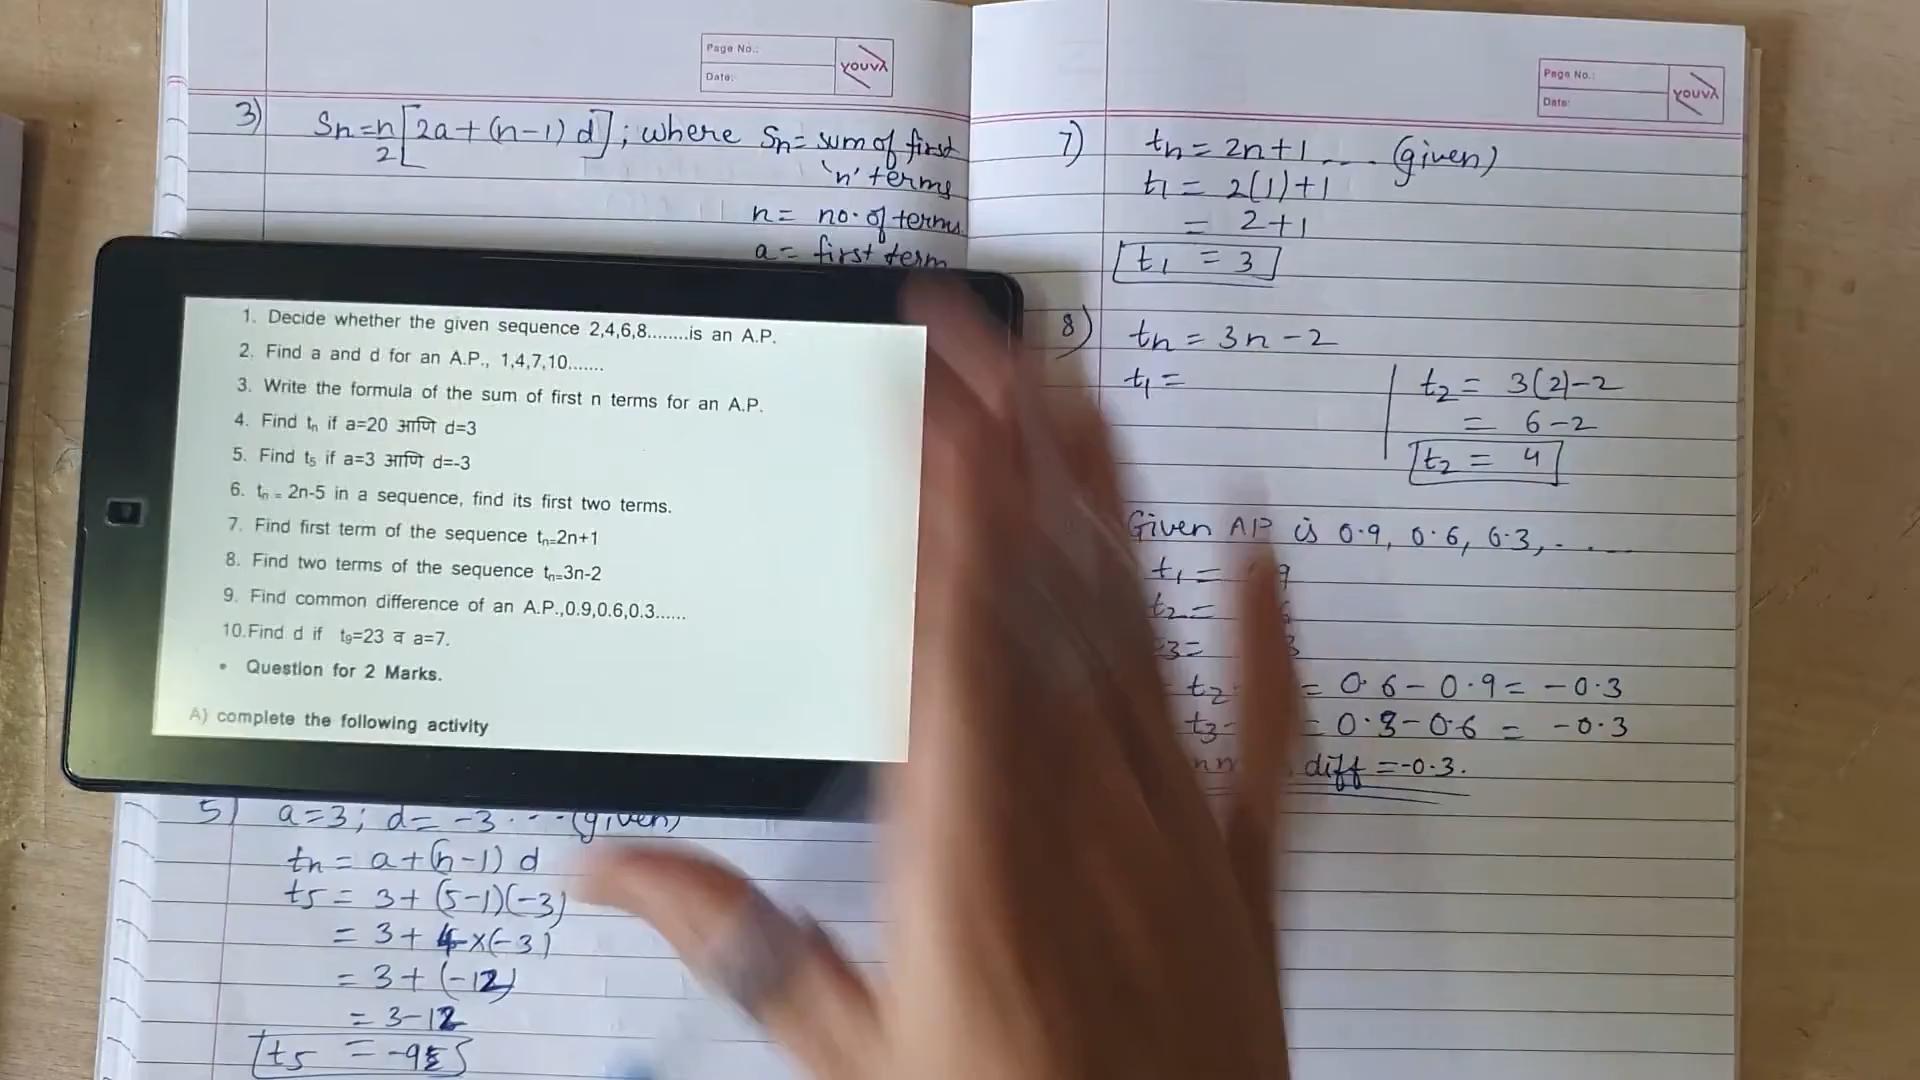 Page No.:
Date:
YOUVA
3) Sn = n/2 [2a + (n-1) d] ; where Sn = sum of first
'n' terms
n = no. of terms
a = first term
1. Decide whether the given sequence 2,4,6,8........is an A.P.
2. Find a and d for an A.P., 1,4,7,10.......
3. Write the formula of the sum of first n terms for an A.P.
4. Find tn if a=20 आणि d=3
5. Find t5 if a=3 आणि d=-3
6. tn = 2n-5 in a sequence, find its first two terms.
7. Find first term of the sequence tn=2n+1
8. Find two terms of the sequence tn=3n-2
9. Find common difference of an A.P.,0.9,0.6,0.3......
10.Find d if t9=23 व a=7.
• Question for 2 Marks.
A) complete the following activity
5) a = 3 ; d = -3 ... (given)
tn = a + (n-1) d
t5 = 3 + (5-1)(-3)
= 3 + 4 x (-3)
= 3 + (-12)
= 3 - 12
t5 = -9
Page No.:
Date:
YOUVA
7) tn = 2n+1 .... (given)
t1 = 2(1)+1
= 2+1
t1 = 3
8) tn = 3n - 2
t1 =
t2 = 3(2)-2
= 6-2
t2 = 4
Given AP is 0.9, 0.6, 0.3, ....
t1 = 9
t2 =
3 =
t2 = 0.6 - 0.9 = -0.3
t3- = 0.3 - 0.6 = -0.3
diff = -0.3.